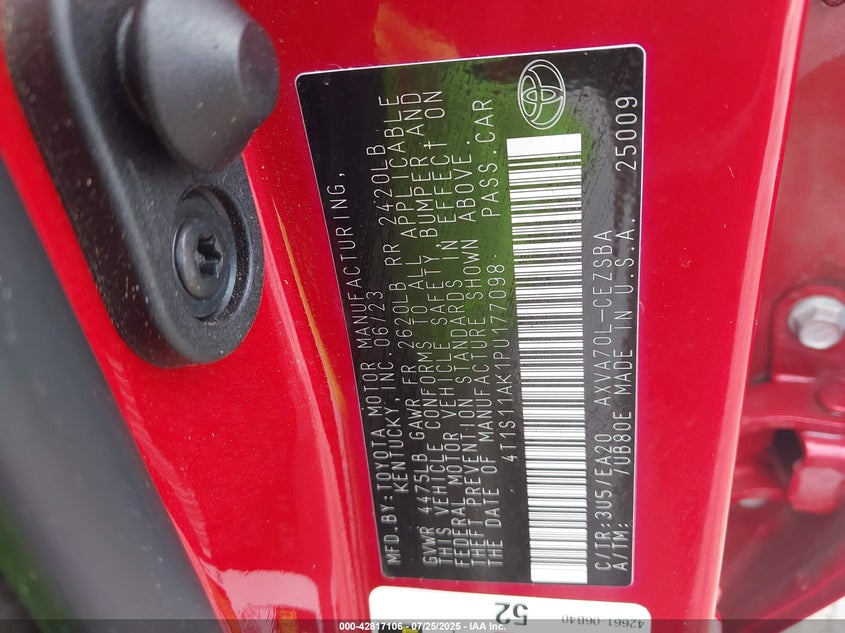 MFD. BY: TOYOTA MOTOR MANUFACTURING,
KENTUCKY, INC. 06/23
GVWR 4475LB GAWR FR 2620LB RR 2420LB
THIS VEHICLE CONFORMS TO ALL APPLICABLE
FEDERAL MOTOR VEHICLE SAFETY BUMPER, AND
THEFT PREVENTION STANDARDS IN EFFECT ON
THE DATE OF MANUFACTURE SHOWN ABOVE.
4T1S11AK1PU177098 PASS. CAR
C/TR: 3U5/EA20 AXVA70L-CEZSBA
A/TM: /UB80E MADE IN U.S.A. 25009
52
42661-06B40
000-42817106 - 07/25/2025 - © IAA Inc.